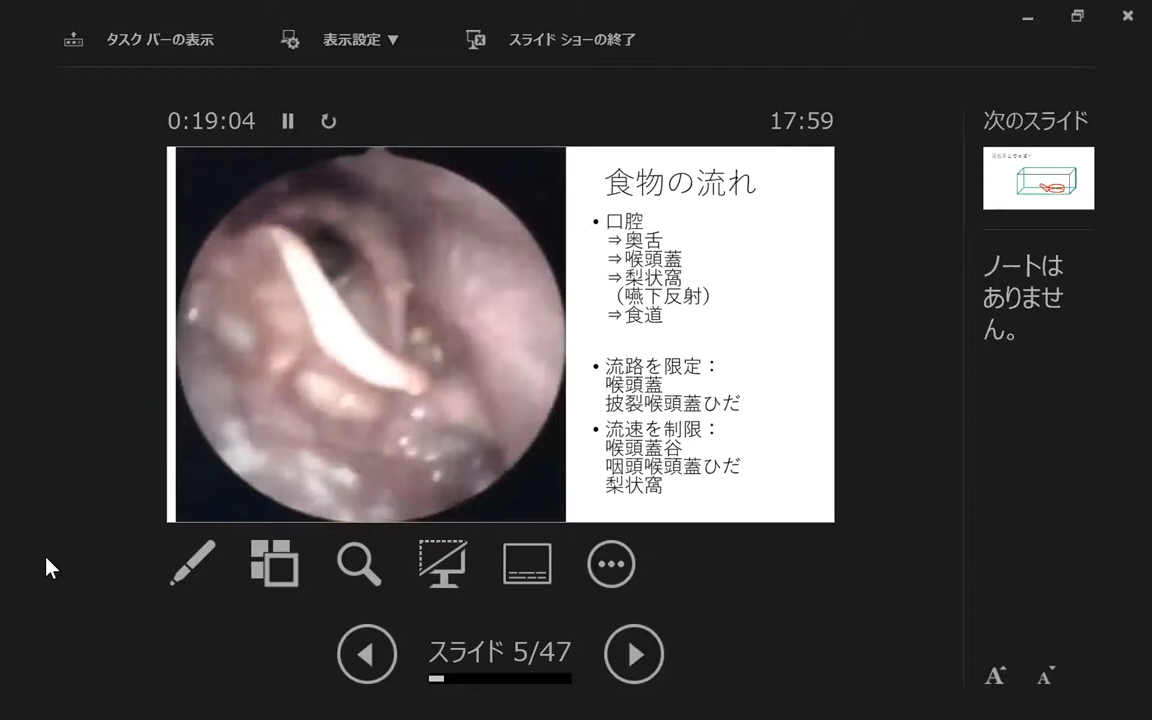 タスク バーの表示
表示設定 ▼
スライド ショーの終了
0:19:04
17:59
次のスライド
食物の流れ
• 口腔
⇒奥舌
⇒喉頭蓋
⇒梨状窩
（嚥下反射）
⇒食道
• 流路を限定：
喉頭蓋
披裂喉頭蓋ひだ
• 流速を制限：
喉頭蓋谷
咽頭喉頭蓋ひだ
梨状窩
ノートは
ありませ
ん。
スライド 5/47
A A